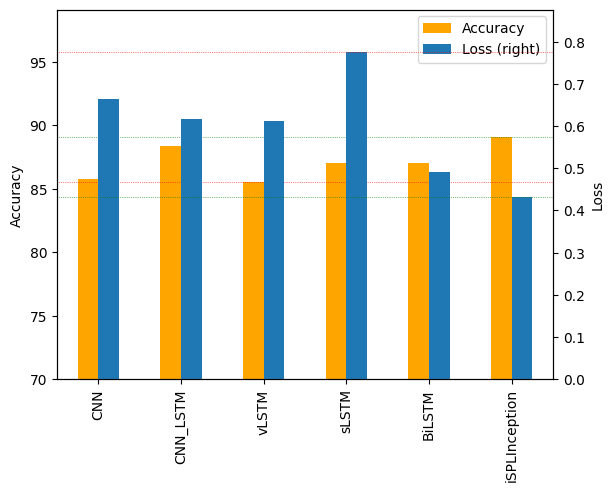 Accuracy
Loss (right)
95
90
85
80
75
70
Accuracy
0.8
0.7
0.6
0.5
0.4
0.3
0.2
0.1
0.0
Loss
CNN
CNN_LSTM
vLSTM
sLSTM
BiLSTM
iSPLInception